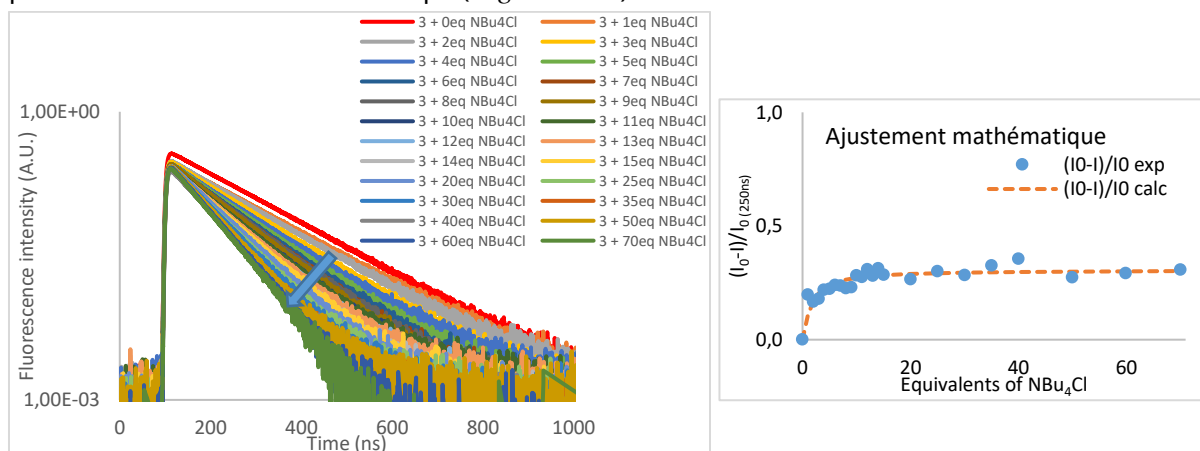 3 + 0eq NBu4Cl 3 + 1eq NBu4Cl
3 + 2eq NBu4Cl 3 + 3eq NBu4Cl
3 + 4eq NBu4Cl 3 + 5eq NBu4Cl
3 + 6eq NBu4Cl 3 + 7eq NBu4Cl
3 + 8eq NBu4Cl 3 + 9eq NBu4Cl
3 + 10eq NBu4Cl 3 + 11eq NBu4Cl
3 + 12eq NBu4Cl 3 + 13eq NBu4Cl
3 + 14eq NBu4Cl 3 + 15eq NBu4Cl
3 + 20eq NBu4Cl 3 + 25eq NBu4Cl
3 + 30eq NBu4Cl 3 + 35eq NBu4Cl
3 + 40eq NBu4Cl 3 + 50eq NBu4Cl
3 + 60eq NBu4Cl 3 + 70eq NBu4Cl
1,00E+00
1,00E-03
Fluorescence intensity (A.U.)
0 200 400 600 800 1000
Time (ns)
1,0
0,5
0,0
(I₀-I)/I₀ (250ns)
Ajustement mathématique
(I0-I)/I0 exp
(I0-I)/I0 calc
0 20 40 60
Equivalents of NBu₄Cl